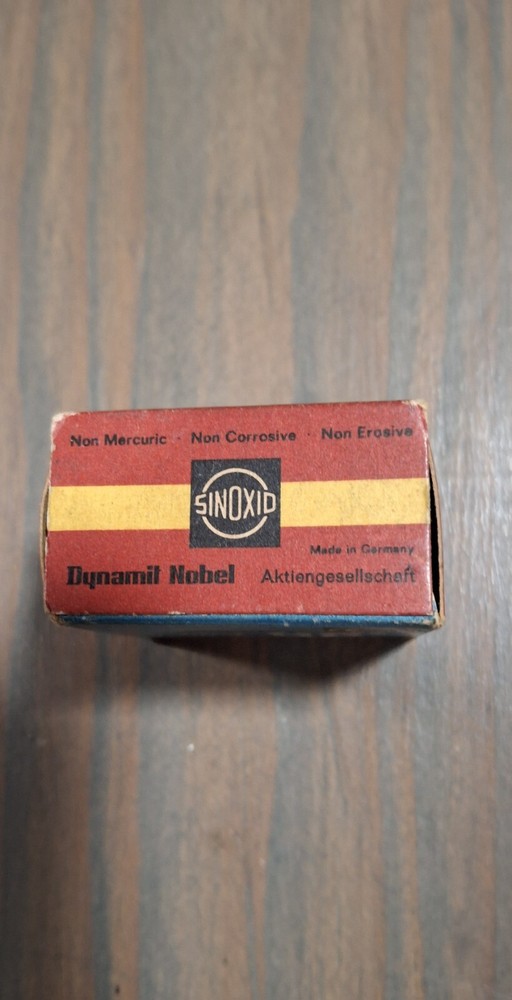 Non Mercuric · Non Corrosive · Non Erosive
SINOXID
Made in Germany
Dynamit Nobel Aktiengesellschaft